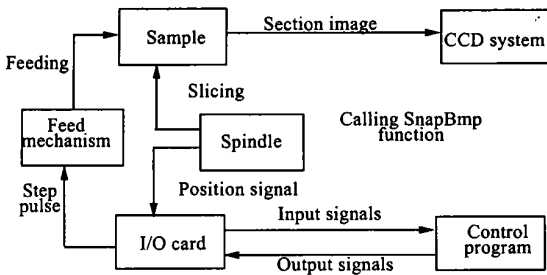 Section image
Sample
CCD system
Feeding
Slicing
Calling SnapBmp
function
Feed
mechanism
Spindle
Step
pulse
Position signal
Input signals
I/O card
Control
program
Output signals